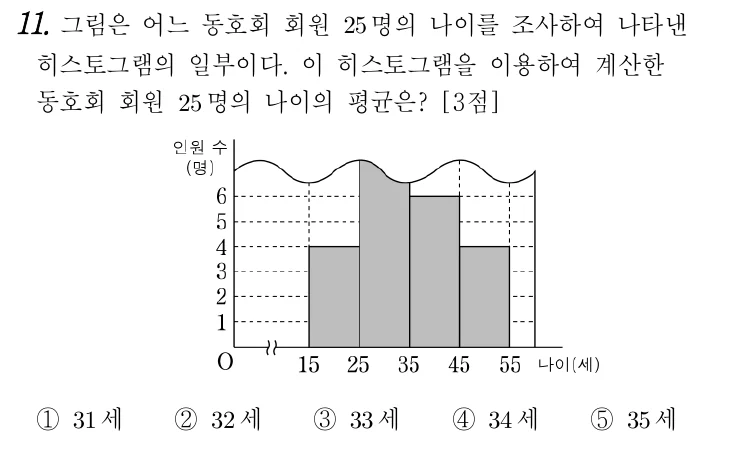 11. 그림은 어느 동호회 회원 25명의 나이를 조사하여 나타낸
히스토그램의 일부이다. 이 히스토그램을 이용하여 계산한
동호회 회원 25명의 나이의 평균은? [3점]
인원 수
(명)
6
5
4
3
2
1
O 15 25 35 45 55 나이(세)
① 31세 ② 32세 ③ 33세 ④ 34세 ⑤ 35세